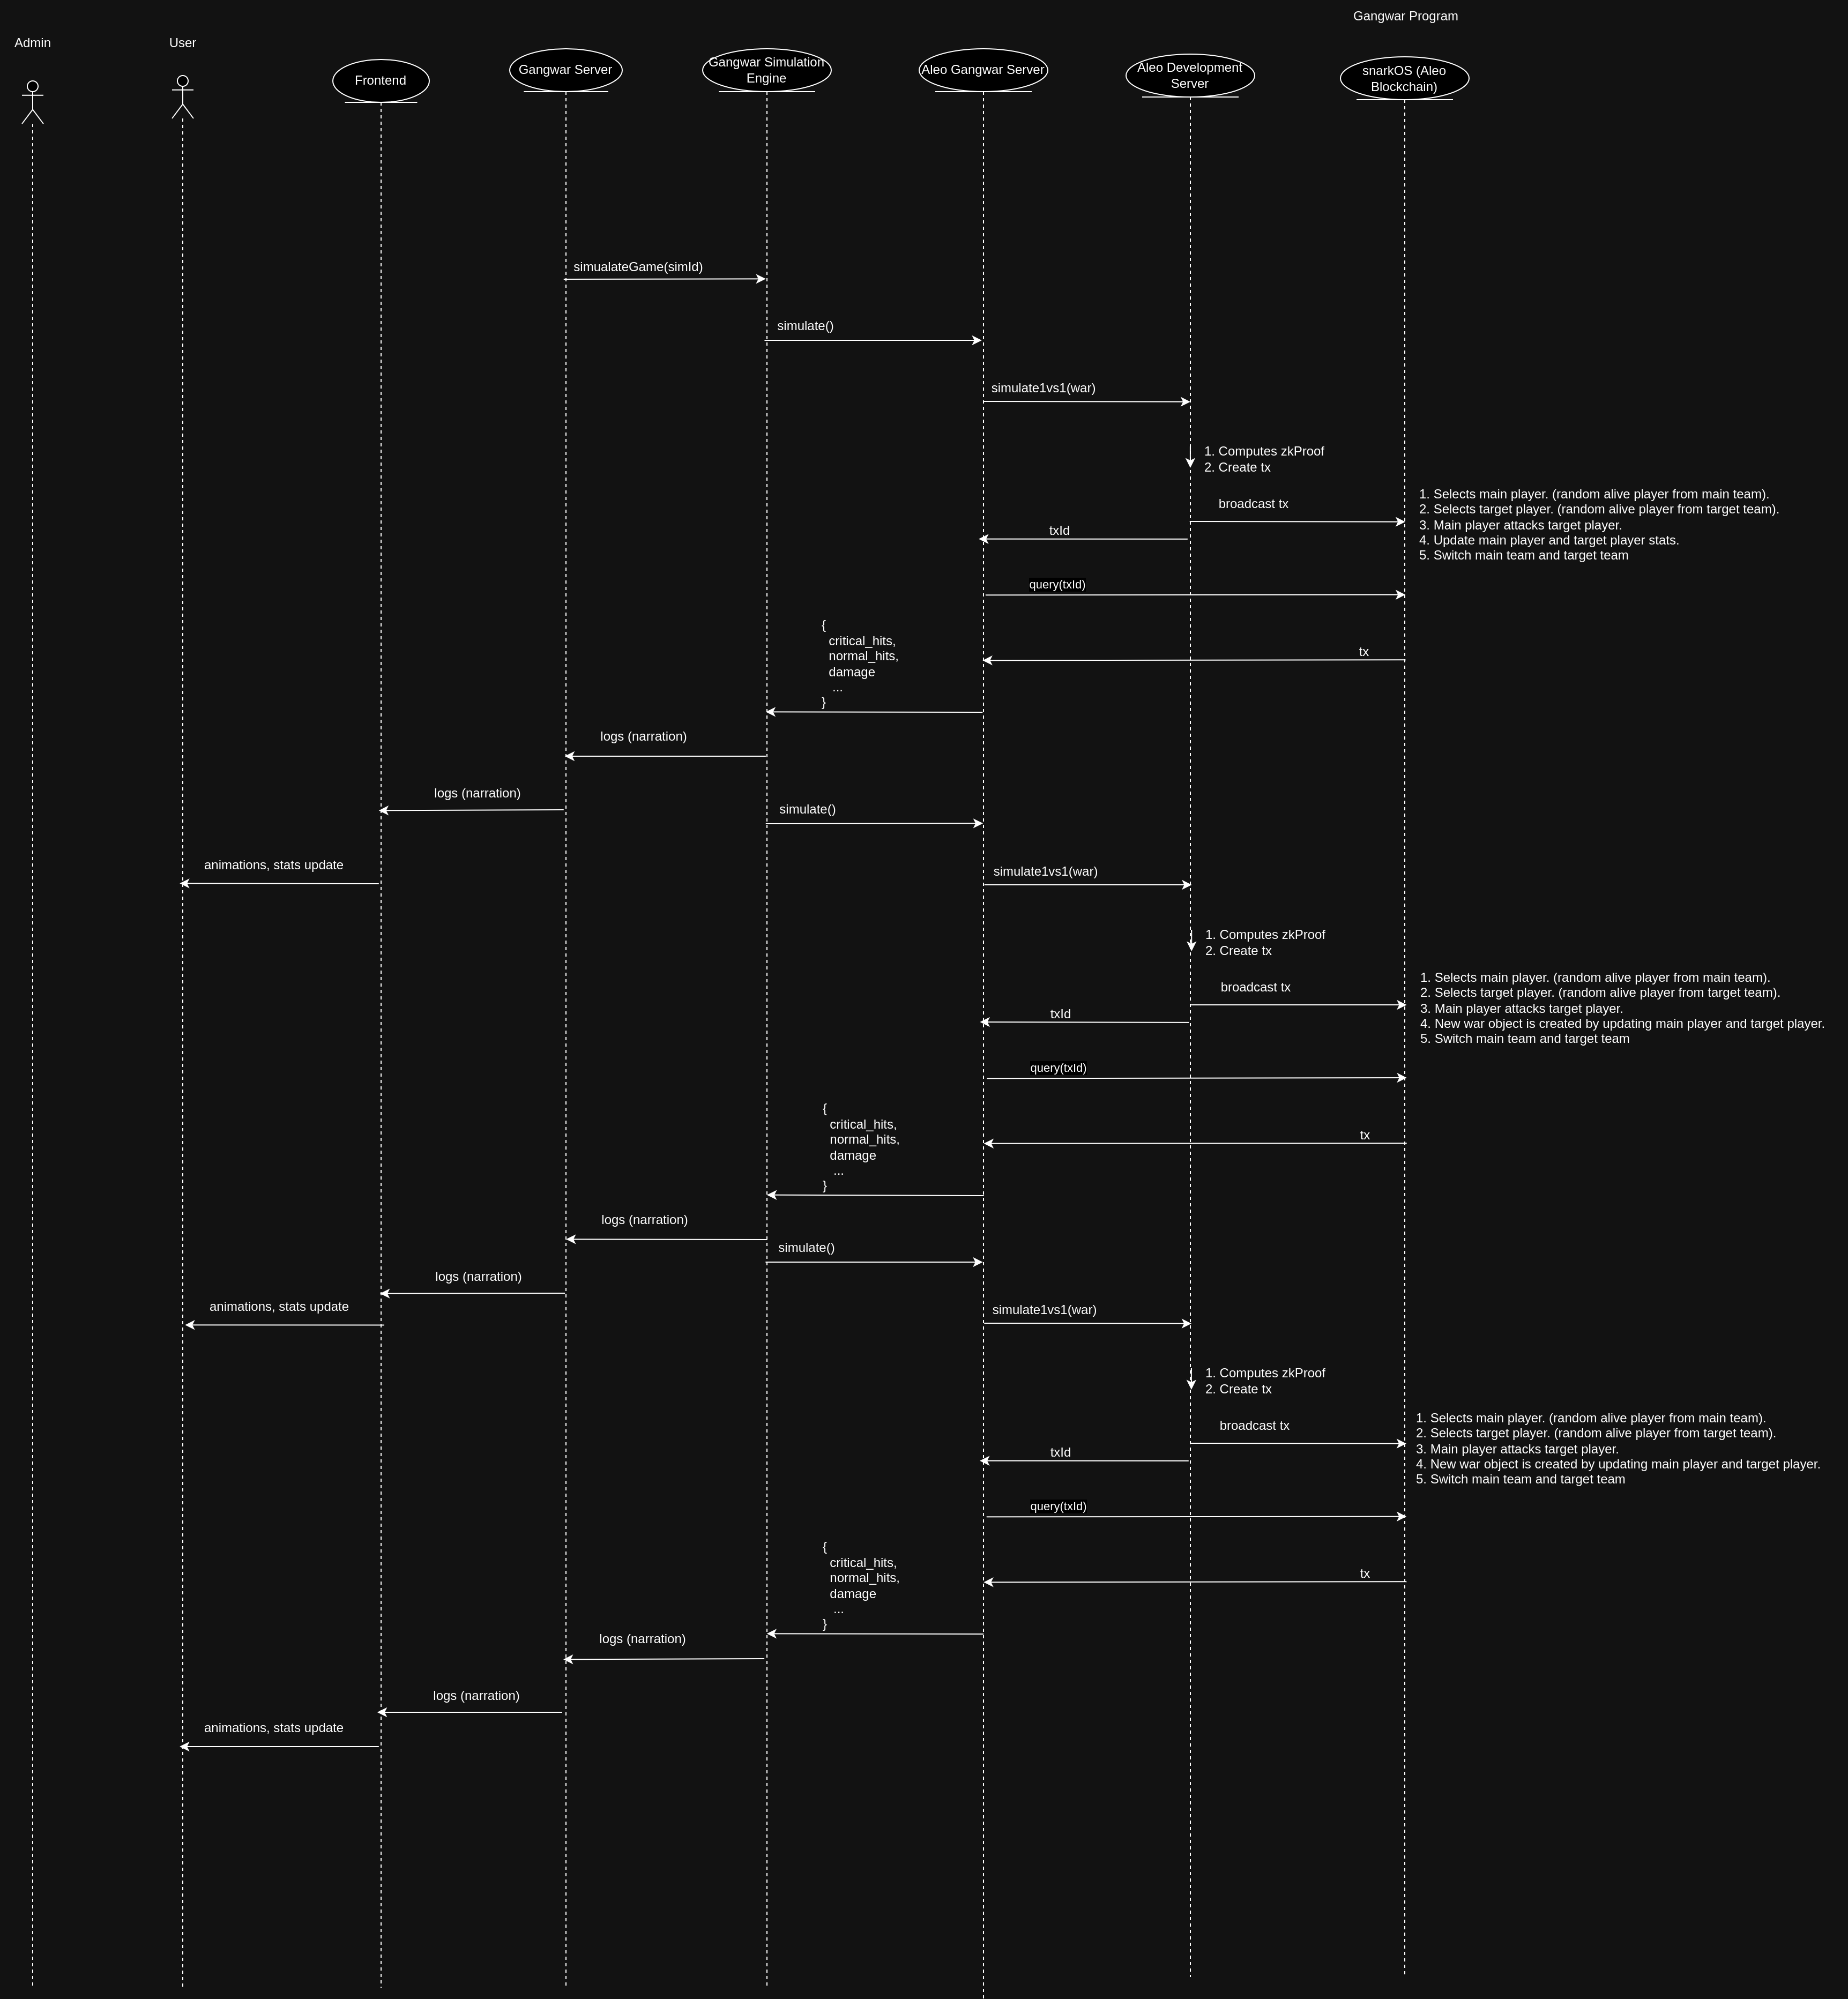 Gangwar Program
Admin
User
Frontend
Gangwar Server
Gangwar Simulation
Engine
Aleo Gangwar Server
Aleo Development
Server
snarkOS (Aleo
Blockchain)
simualateGame(simId)
simulate()
simulate1vs1(war)
1. Computes zkProof
2. Create tx
broadcast tx
1. Selects main player. (random alive player from main team).
2. Selects target player. (random alive player from target team).
3. Main player attacks target player.
4. Update main player and target player stats.
5. Switch main team and target team
txId
query(txId)
{
critical_hits,
normal_hits,
damage
...
}
tx
logs (narration)
logs (narration)
simulate()
animations, stats update
simulate1vs1(war)
1. Computes zkProof
2. Create tx
broadcast tx
1. Selects main player. (random alive player from main team).
2. Selects target player. (random alive player from target team).
3. Main player attacks target player.
4. New war object is created by updating main player and target player.
5. Switch main team and target team
txId
query(txId)
{
critical_hits,
normal_hits,
damage
...
}
tx
logs (narration)
simulate()
logs (narration)
animations, stats update
simulate1vs1(war)
1. Computes zkProof
2. Create tx
broadcast tx
1. Selects main player. (random alive player from main team).
2. Selects target player. (random alive player from target team).
3. Main player attacks target player.
4. New war object is created by updating main player and target player.
5. Switch main team and target team
txId
query(txId)
{
critical_hits,
normal_hits,
damage
...
}
tx
logs (narration)
logs (narration)
animations, stats update